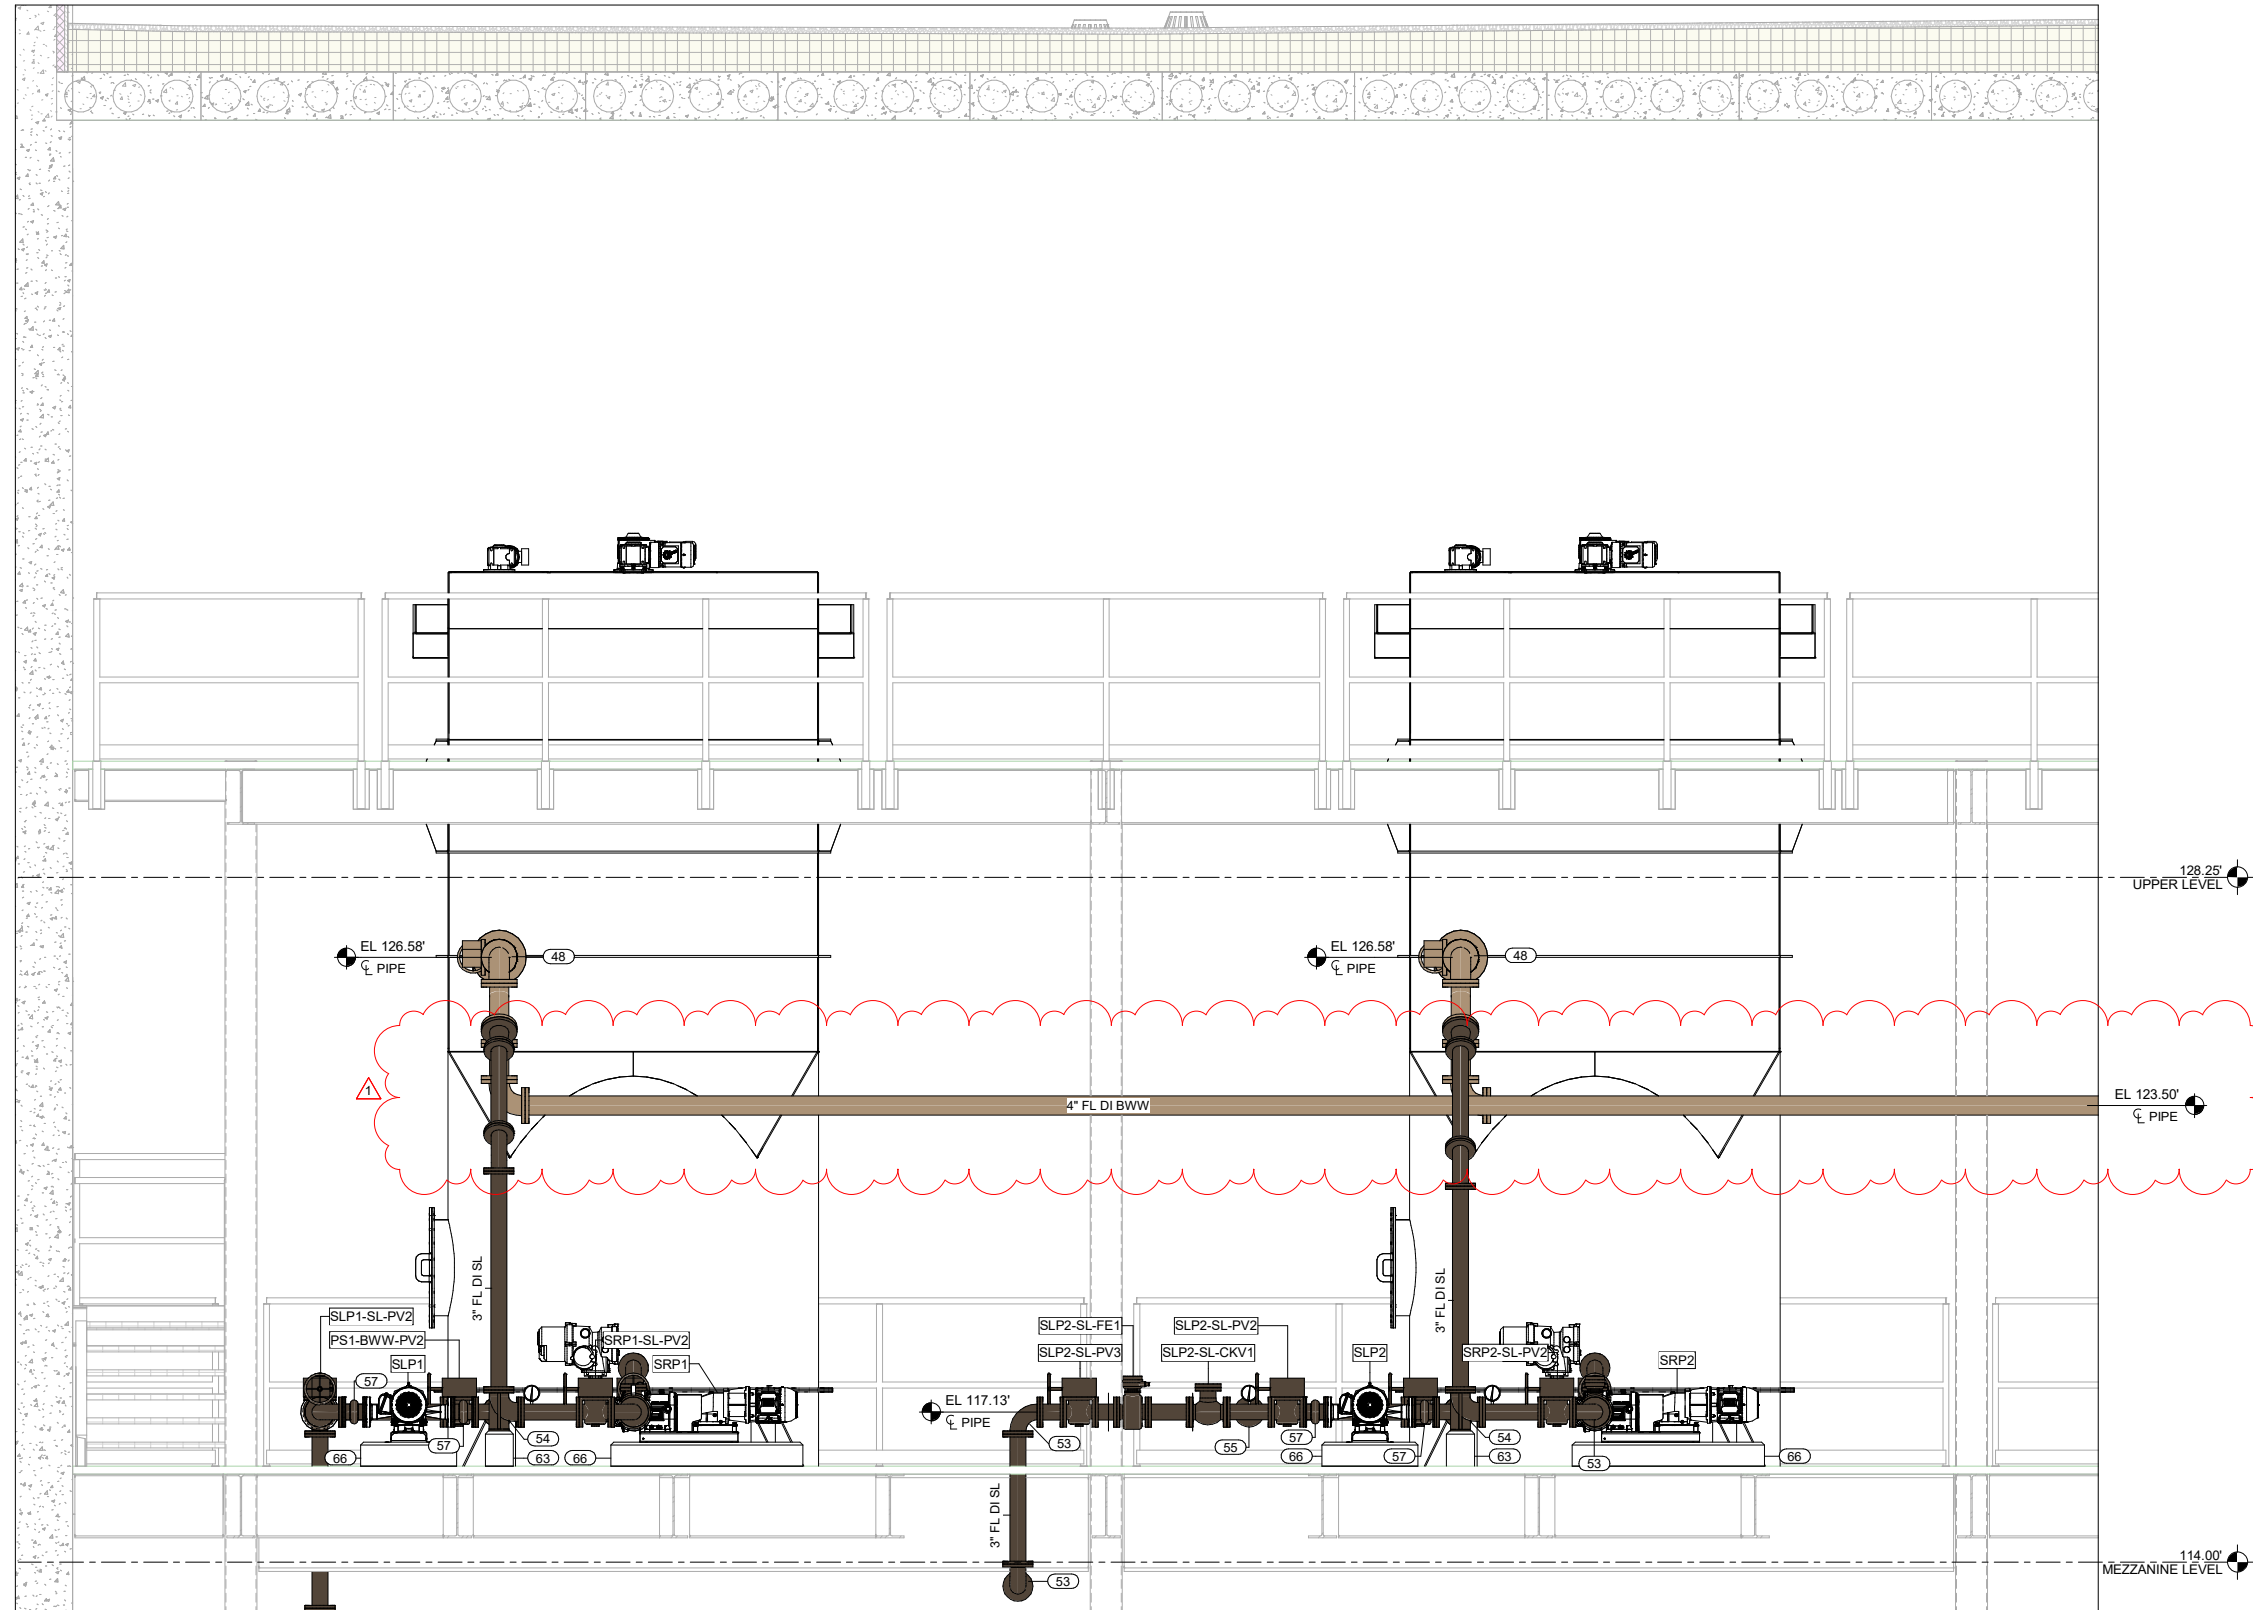 128.25'
UPPER LEVEL
EL 126.58'
℄ PIPE
48
EL 126.58'
℄ PIPE
48
1
4" FL DI BWW
EL 123.50'
℄ PIPE
3" FL DI SL
3" FL DI SL
SLP1-SL-PV2
PS1-BWW-PV2
SLP1
57
SRP1-SL-PV2
SRP1
SLP2-SL-FE1
SLP2-SL-PV3
SLP2-SL-PV2
SLP2-SL-CKV1
SLP2
SRP2-SL-PV2
SRP2
EL 117.13'
℄ PIPE
57
54
66
63
66
53
55
57
66
57
54
63
53
66
3" FL DI SL
53
114.00'
MEZZANINE LEVEL